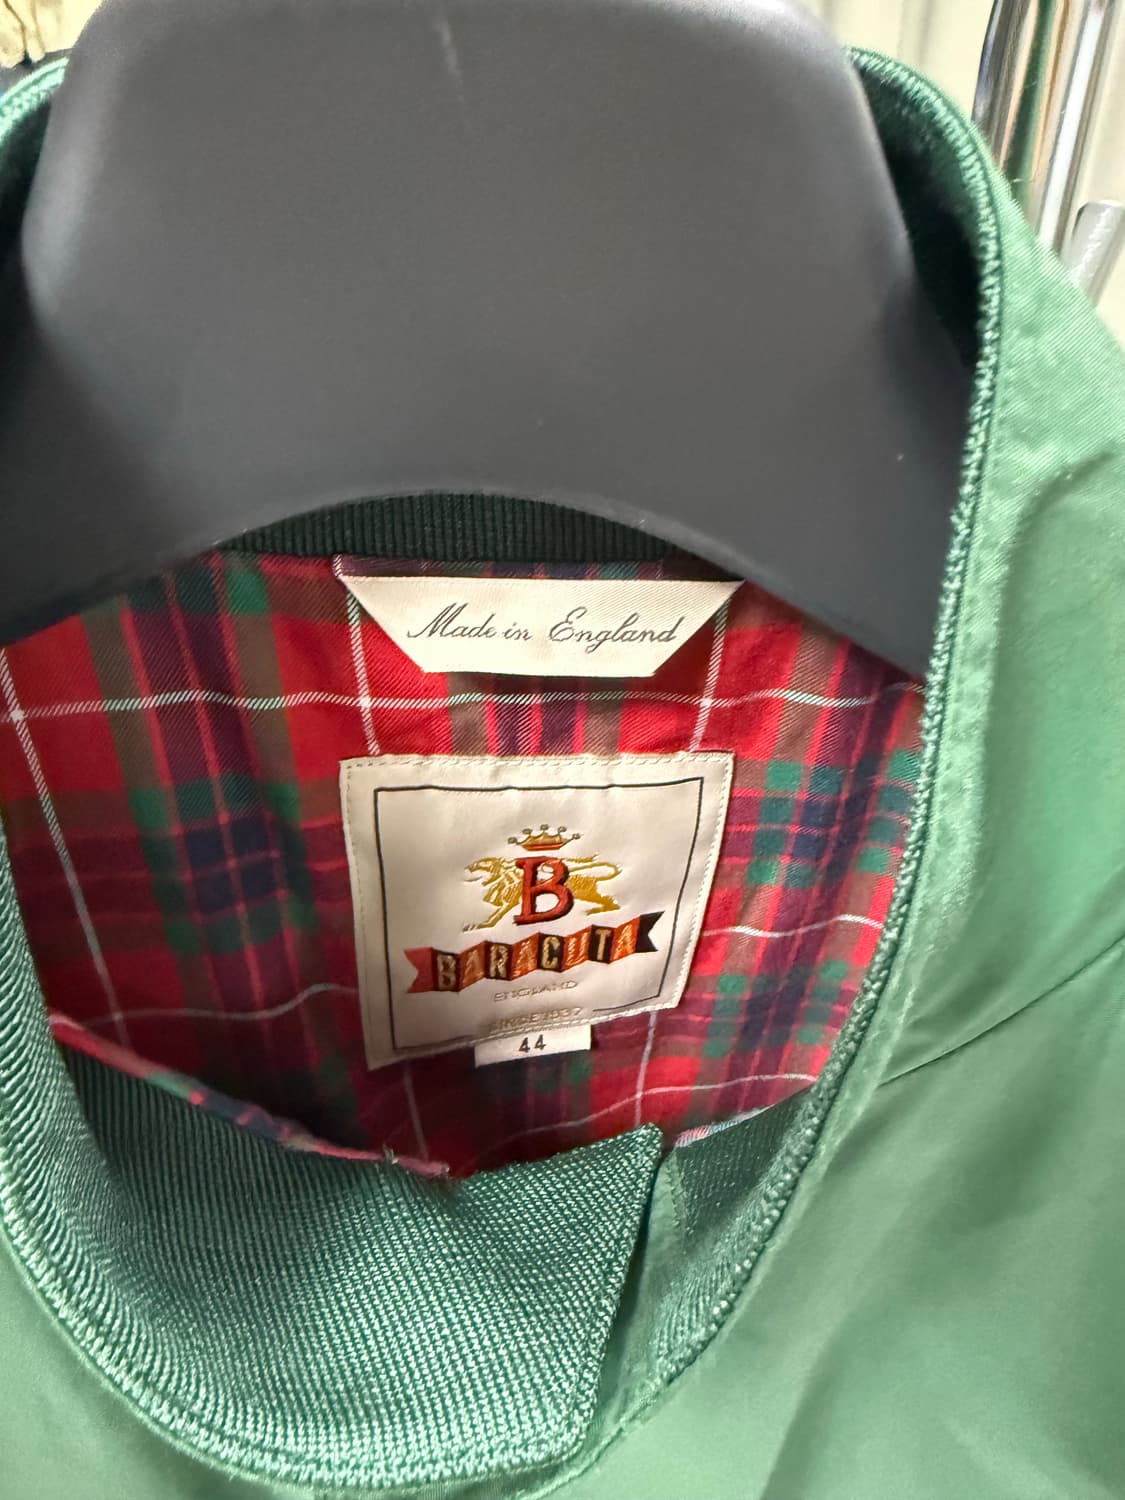 Made in England
B
BARACUTA
ENGLAND
SINCE 1937
44